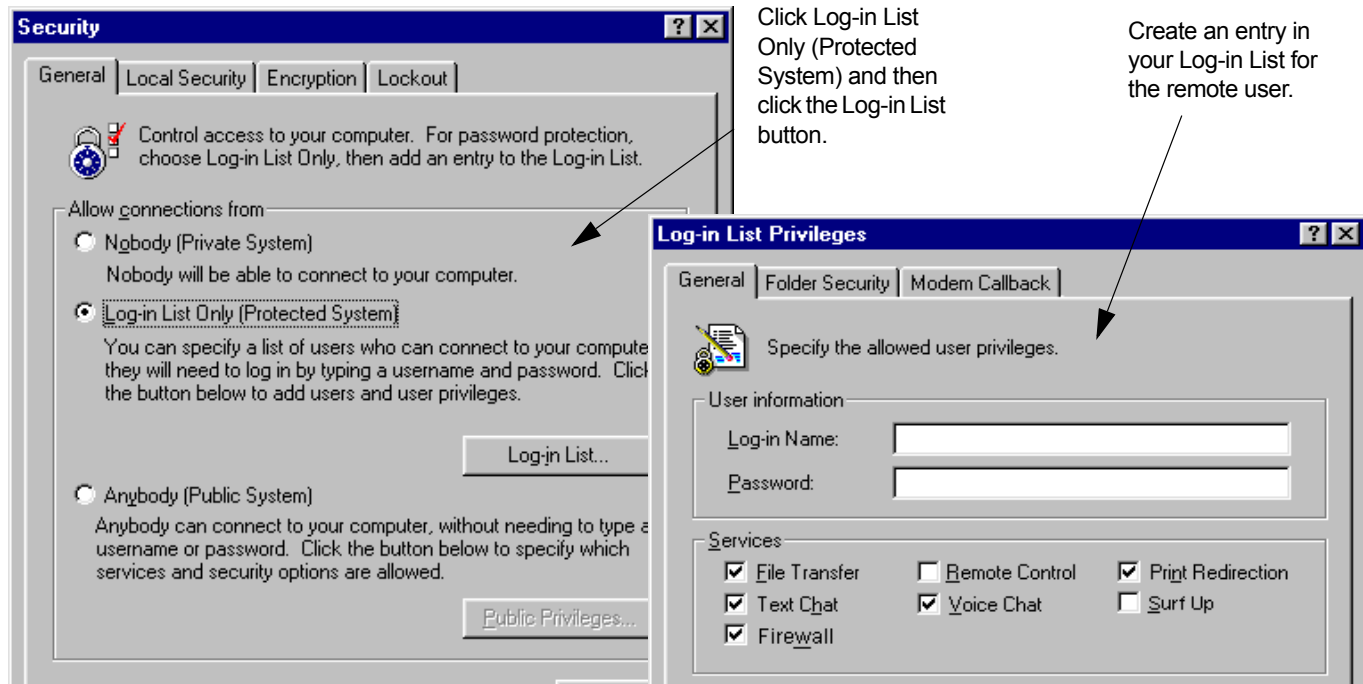 Security
General Local Security Encryption Lockout
Control access to your computer. For password protection,
choose Log-in List Only, then add an entry to the Log-in List.
Allow connections from
Nobody (Private System)
Nobody will be able to connect to your computer.
Log-in List Only (Protected System)
You can specify a list of users who can connect to your compute
they will need to log in by typing a username and password. Click
the button below to add users and user privileges.
Log-in List...
Anybody (Public System)
Anybody can connect to your computer, without needing to type a
username or password. Click the button below to specify which
services and security options are allowed.
Public Privileges...
Click Log-in List
Only (Protected
System) and then
click the Log-in List
button.
Create an entry in
your Log-in List for
the remote user.
Log-in List Privileges
General Folder Security Modem Callback
Specify the allowed user privileges.
User information
Log-in Name:
Password:
Services
File Transfer Remote Control Print Redirection
Text Chat Voice Chat Surf Up
Firewall